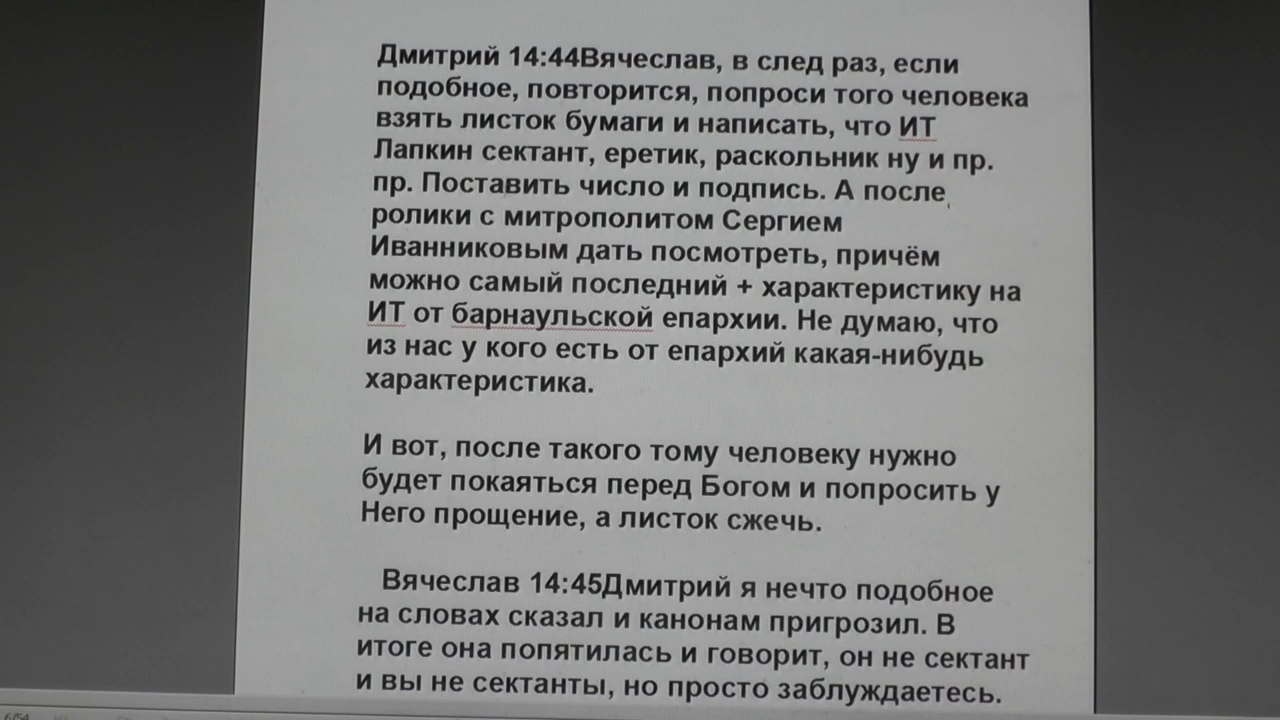 Дмитрий 14:44Вячеслав, в след раз, если
подобное, повторится, попроси того человека
взять листок бумаги и написать, что ИТ
Лапкин сектант, еретик, раскольник ну и пр.
пр. Поставить число и подпись. А после
ролики с митрополитом Сергием
Иванниковым дать посмотреть, причём
можно самый последний + характеристику на
ИТ от барнаульской епархии. Не думаю, что
из нас у кого есть от епархий какая-нибудь
характеристика.
И вот, после такого тому человеку нужно
будет покаяться перед Богом и попросить у
Него прощение, а листок сжечь.
Вячеслав 14:45Дмитрий я нечто подобное
на словах сказал и канонам пригрозил. В
итоге она попятилась и говорит, он не сектант
и вы не сектанты, но просто заблуждаетесь.
6/54